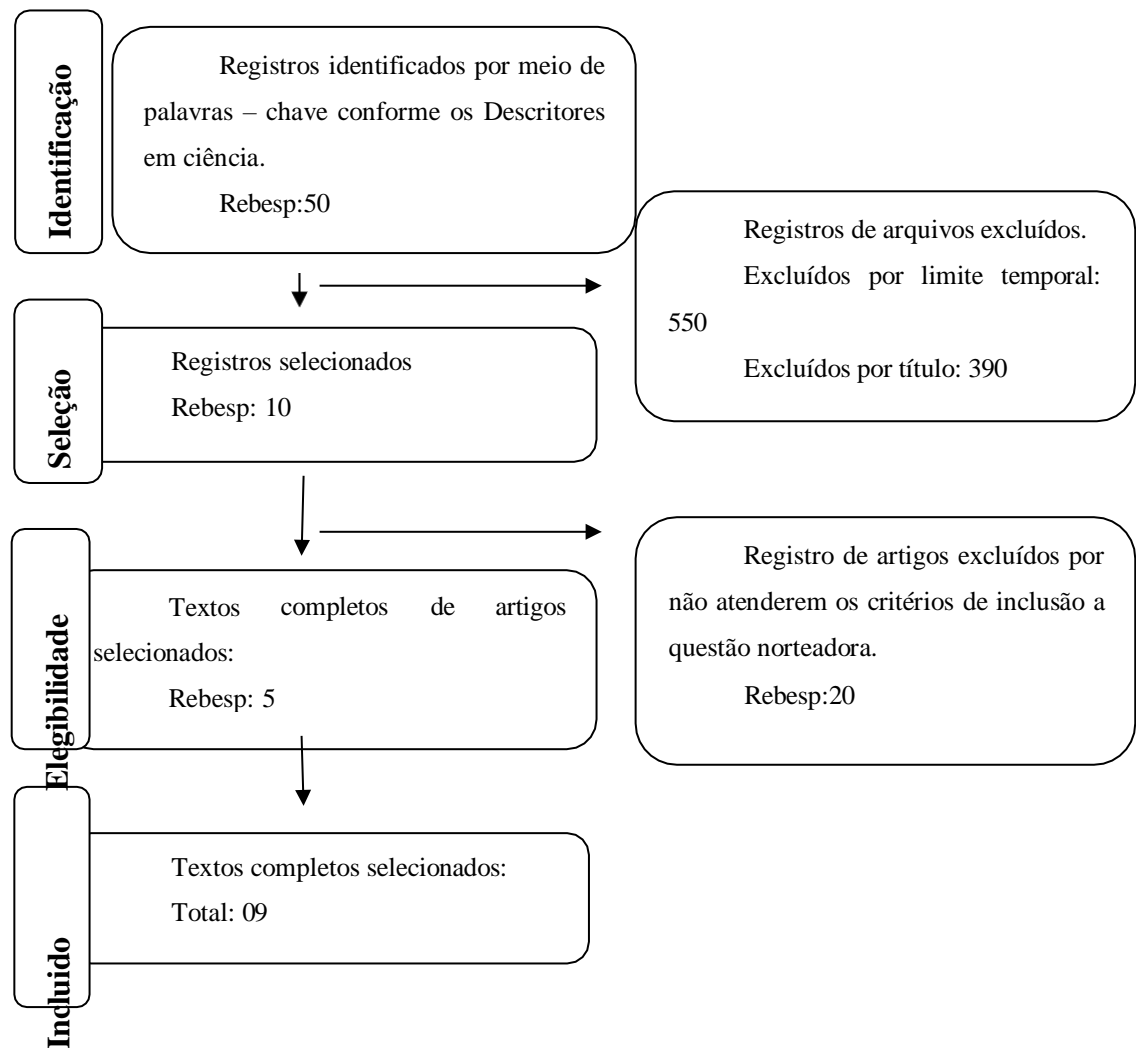 Identificação
Registros identificados por meio de
palavras – chave conforme os Descritores
em ciência.
Rebesp:50
Registros de arquivos excluídos.
Excluídos por limite temporal:
550
Excluídos por título: 390
Seleção
Registros selecionados
Rebesp: 10
Elegibilidade
Textos completos de artigos
selecionados:
Rebesp: 5
Registro de artigos excluídos por
não atenderem os critérios de inclusão a
questão norteadora.
Rebesp:20
Incluido
Textos completos selecionados:
Total: 09